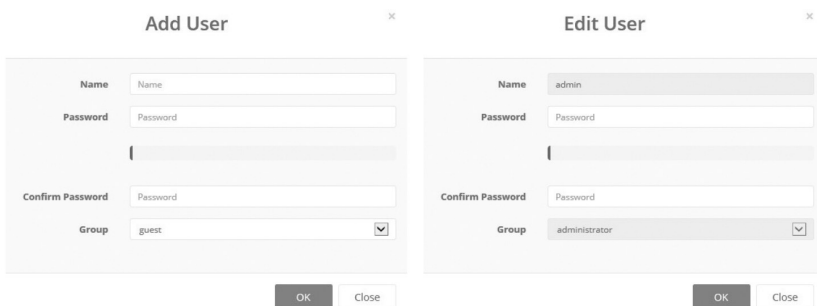 Add User
×
Name
Name
Password
Password
Confirm Password
Password
Group
guest
OK
Close
Edit User
×
Name
admin
Password
Password
Confirm Password
Password
Group
administrator
OK
Close